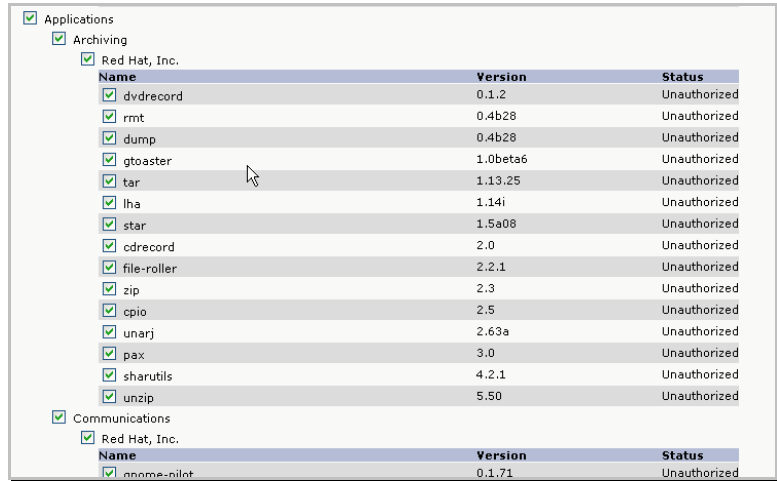 Applications
Archiving
Red Hat, Inc.
Name Version Status
dvdrecord 0.1.2 Unauthorized
rmt 0.4b28 Unauthorized
dump 0.4b28 Unauthorized
gtoaster 1.0beta6 Unauthorized
tar 1.13.25 Unauthorized
lha 1.14i Unauthorized
star 1.5a08 Unauthorized
cdrecord 2.0 Unauthorized
file-roller 2.2.1 Unauthorized
zip 2.3 Unauthorized
cpio 2.5 Unauthorized
unarj 2.63a Unauthorized
pax 3.0 Unauthorized
sharutils 4.2.1 Unauthorized
unzip 5.50 Unauthorized
Communications
Red Hat, Inc.
Name Version Status
gnome-pilot 0.1.71 Unauthorized